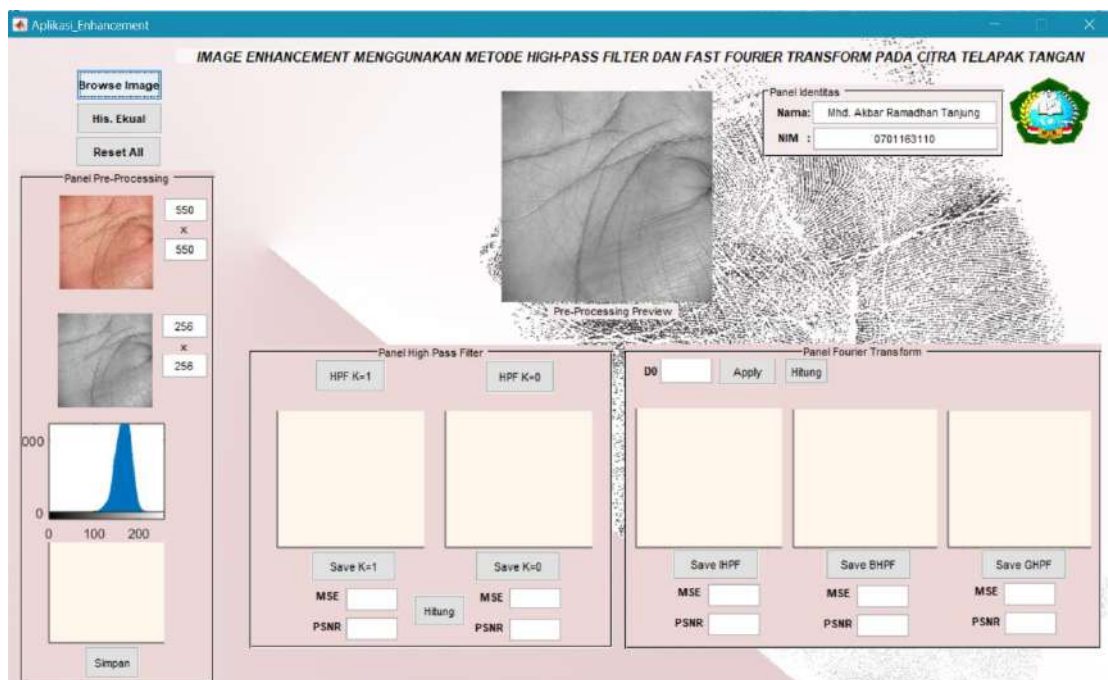 Aplikasi_Enhancement
IMAGE ENHANCEMENT MENGGUNAKAN METODE HIGH-PASS FILTER DAN FAST FOURIER TRANSFORM PADA CITRA TELAPAK TANGAN
Browse Image
His. Ekual
Reset All
Panel Identitas
Nama: Mhd. Akbar Ramadhan Tanjung
NIM : 0701163110
Panel Pre-Processing
550
x
550
256
x
256
000
0
0 100 200
Simpan
Pre-Processing Preview
Panel High Pass Filter
HPF K=1 HPF K=0
Save K=1 Save K=0
MSE MSE
Hitung
PSNR PSNR
Panel Fourier Transform
D0 Apply Hitung
Save IHPF Save BHPF Save GHPF
MSE MSE MSE
PSNR PSNR PSNR